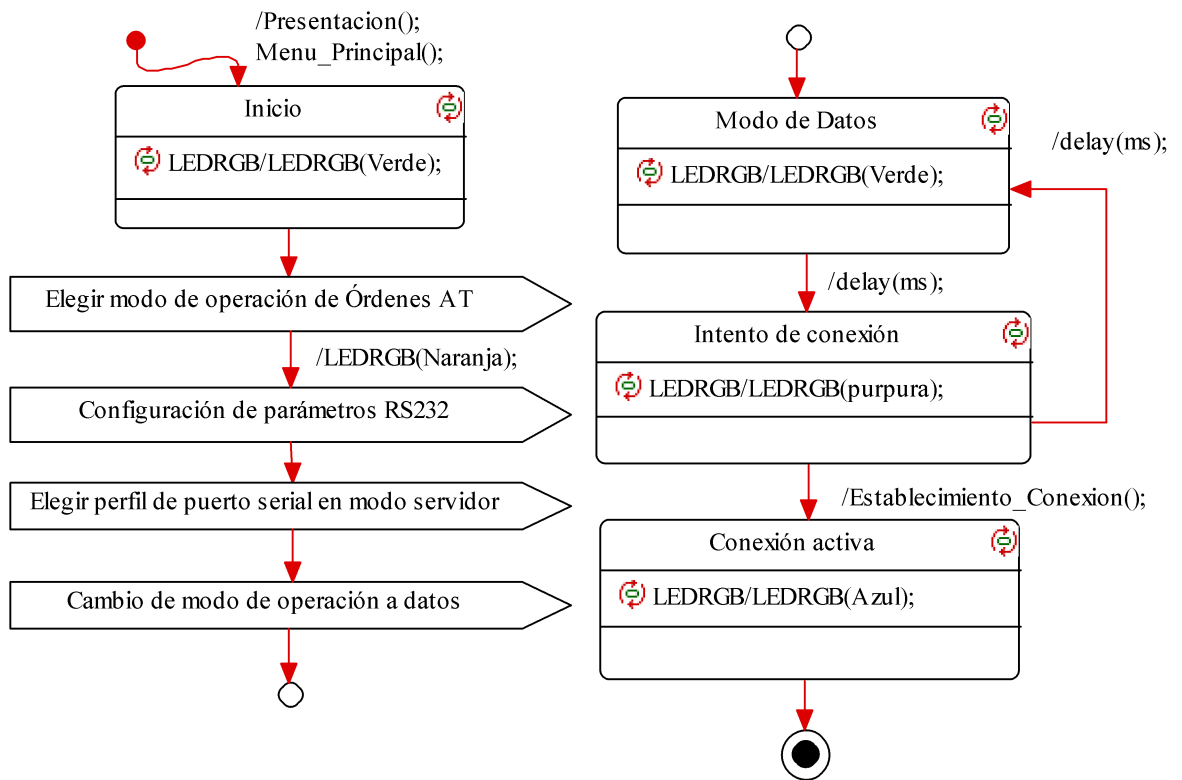 /Presentacion();
Menu_Principal();
Inicio
LEDRGB/LEDRGB(Verde);
Elegir modo de operación de Órdenes AT
/LEDRGB(Naranja);
Configuración de parámetros RS232
Elegir perfil de puerto serial en modo servidor
Cambio de modo de operación a datos
Modo de Datos
/delay(ms);
LEDRGB/LEDRGB(Verde);
/delay(ms);
Intento de conexión
LEDRGB/LEDRGB(purpura);
/Establecimiento_Conexion();
Conexión activa
LEDRGB/LEDRGB(Azul);